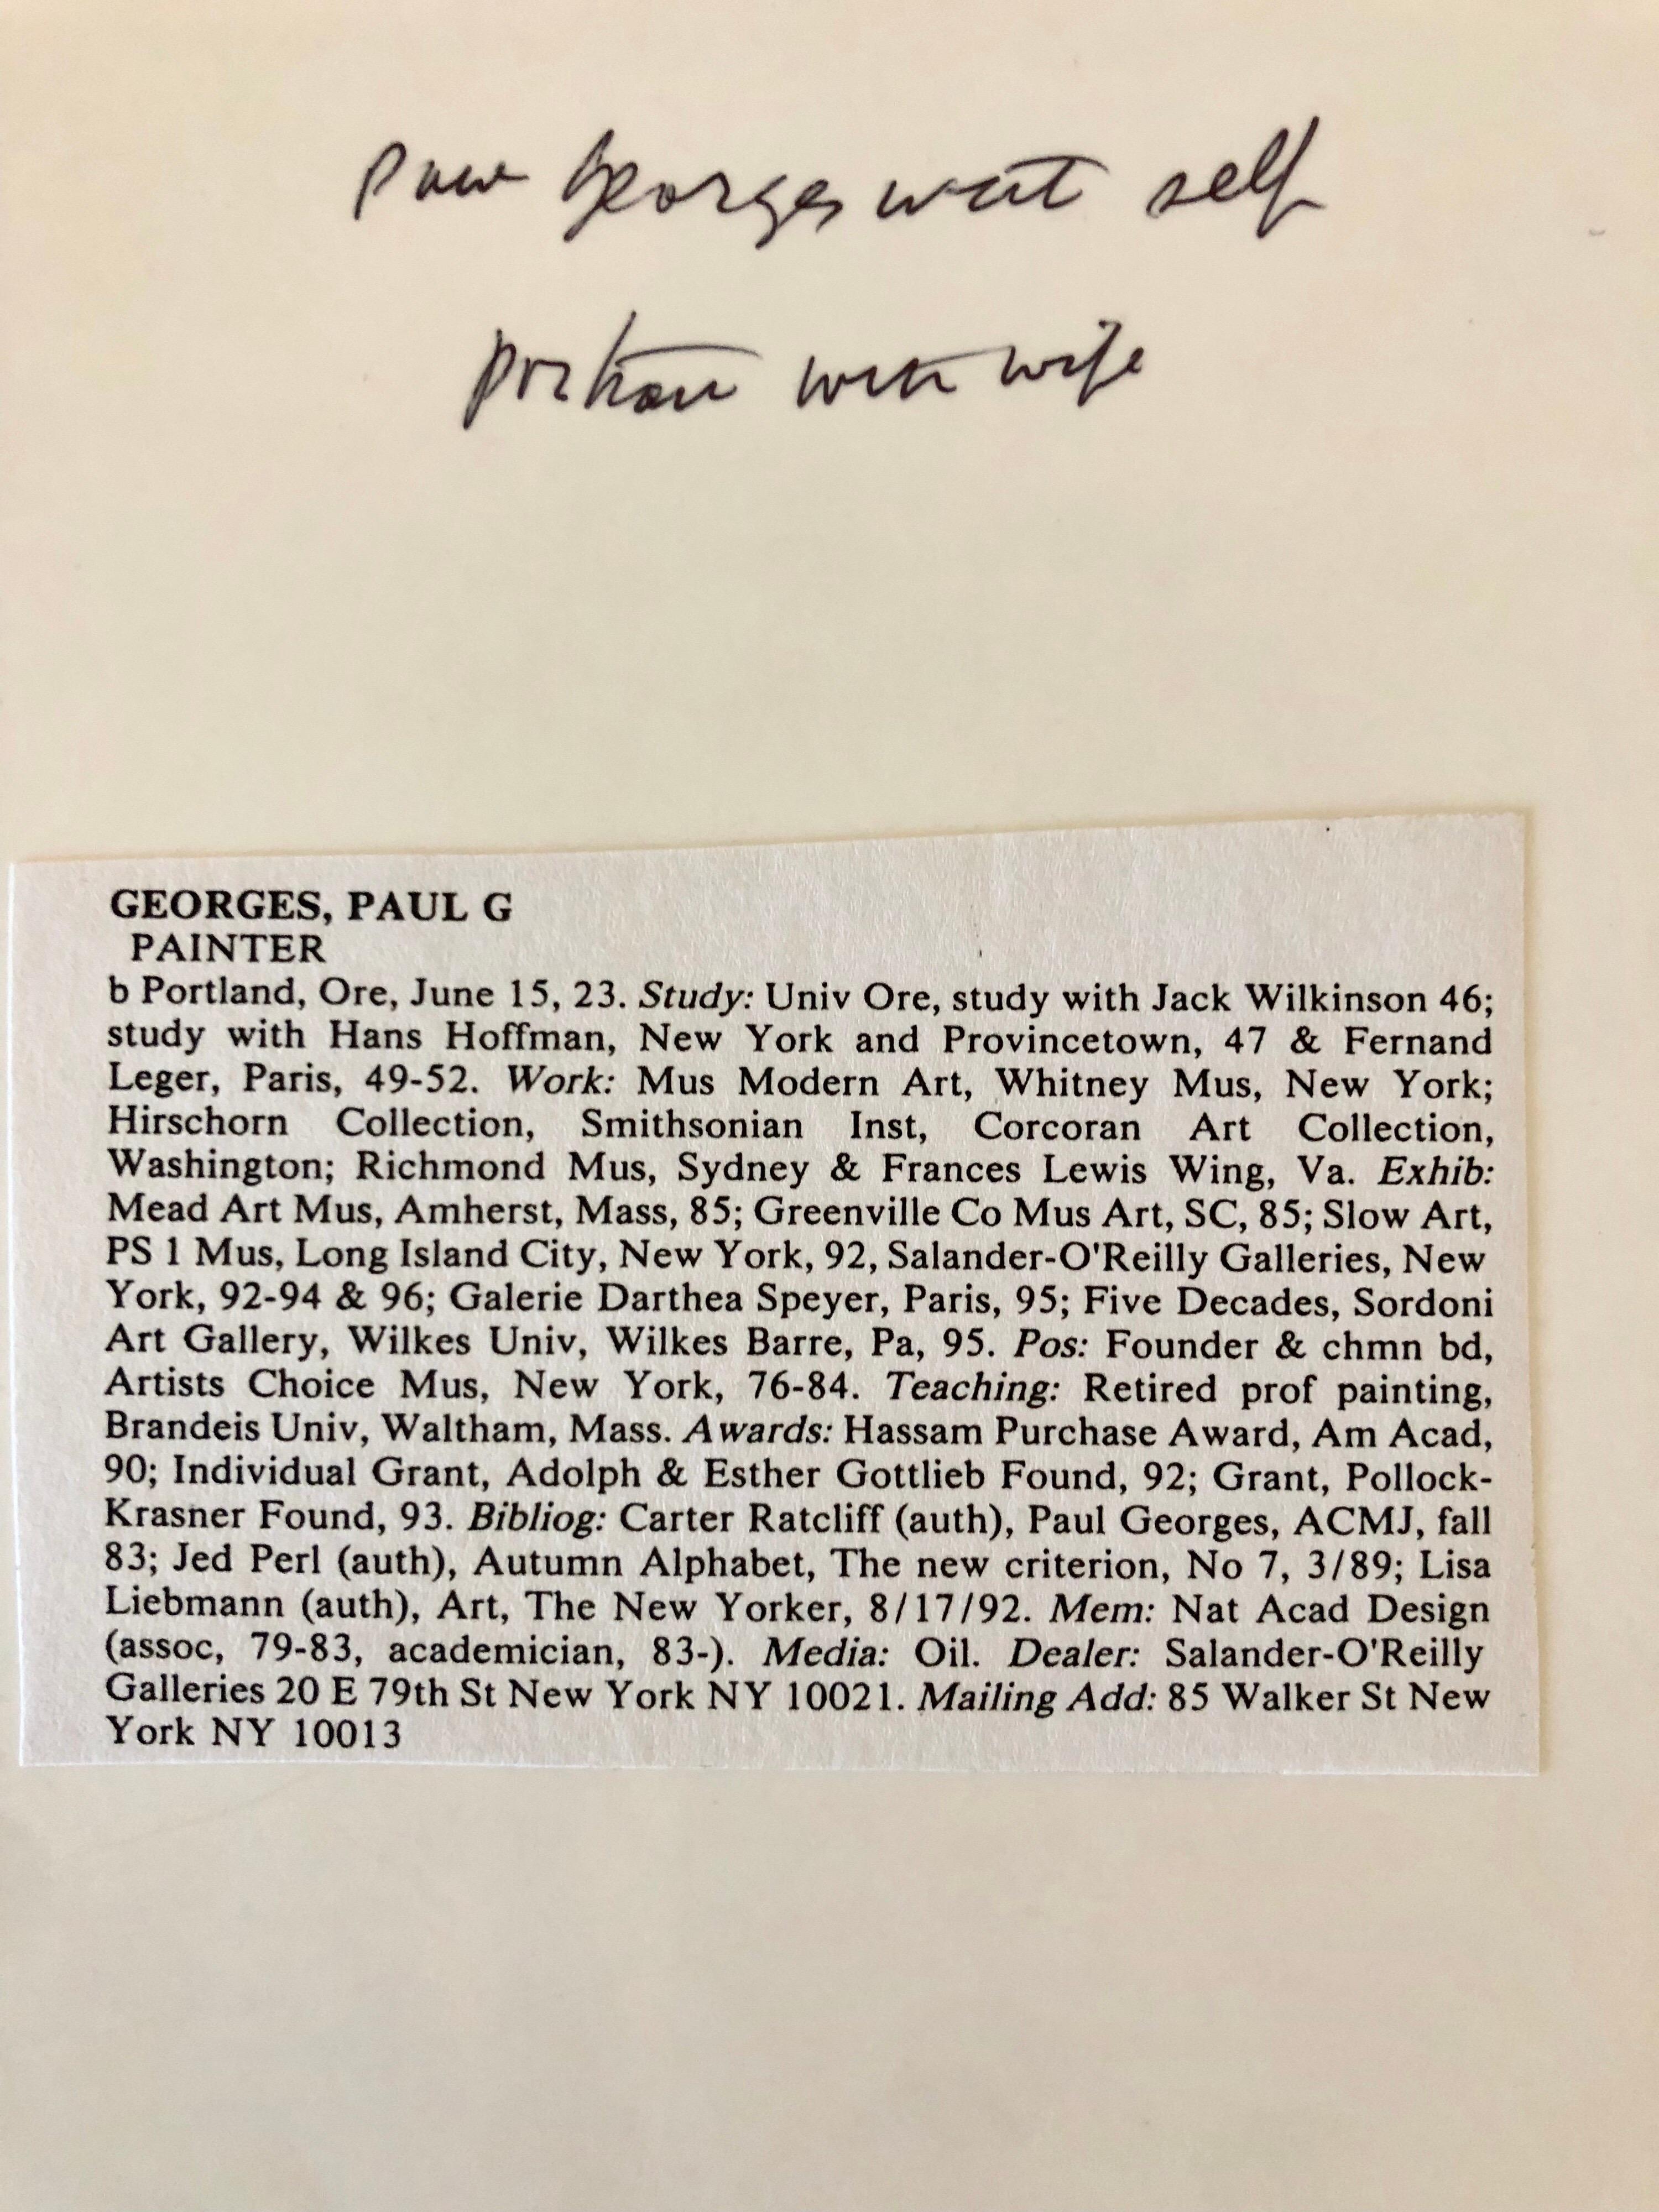 Paul Georges with self
portrait with wife
GEORGES, PAUL G
PAINTER
b Portland, Ore, June 15, 23. Study: Univ Ore, study with Jack Wilkinson 46;
study with Hans Hoffman, New York and Provincetown, 47 & Fernand
Leger, Paris, 49-52. Work: Mus Modern Art, Whitney Mus, New York;
Hirschorn Collection, Smithsonian Inst, Corcoran Art Collection,
Washington; Richmond Mus, Sydney & Frances Lewis Wing, Va. Exhib:
Mead Art Mus, Amherst, Mass, 85; Greenville Co Mus Art, SC, 85; Slow Art,
PS 1 Mus, Long Island City, New York, 92, Salander-O'Reilly Galleries, New
York, 92-94 & 96; Galerie Darthea Speyer, Paris, 95; Five Decades, Sordoni
Art Gallery, Wilkes Univ, Wilkes Barre, Pa, 95. Pos: Founder & chmn bd,
Artists Choice Mus, New York, 76-84. Teaching: Retired prof painting,
Brandeis Univ, Waltham, Mass. Awards: Hassam Purchase Award, Am Acad,
90; Individual Grant, Adolph & Esther Gottlieb Found, 92; Grant, Pollock-
Krasner Found, 93. Bibliog: Carter Ratcliff (auth), Paul Georges, ACMJ, fall
83; Jed Perl (auth), Autumn Alphabet, The new criterion, No 7, 3/89; Lisa
Liebmann (auth), Art, The New Yorker, 8/17/92. Mem: Nat Acad Design
(assoc, 79-83, academician, 83-). Media: Oil. Dealer: Salander-O'Reilly
Galleries 20 E 79th St New York NY 10021. Mailing Add: 85 Walker St New
York NY 10013